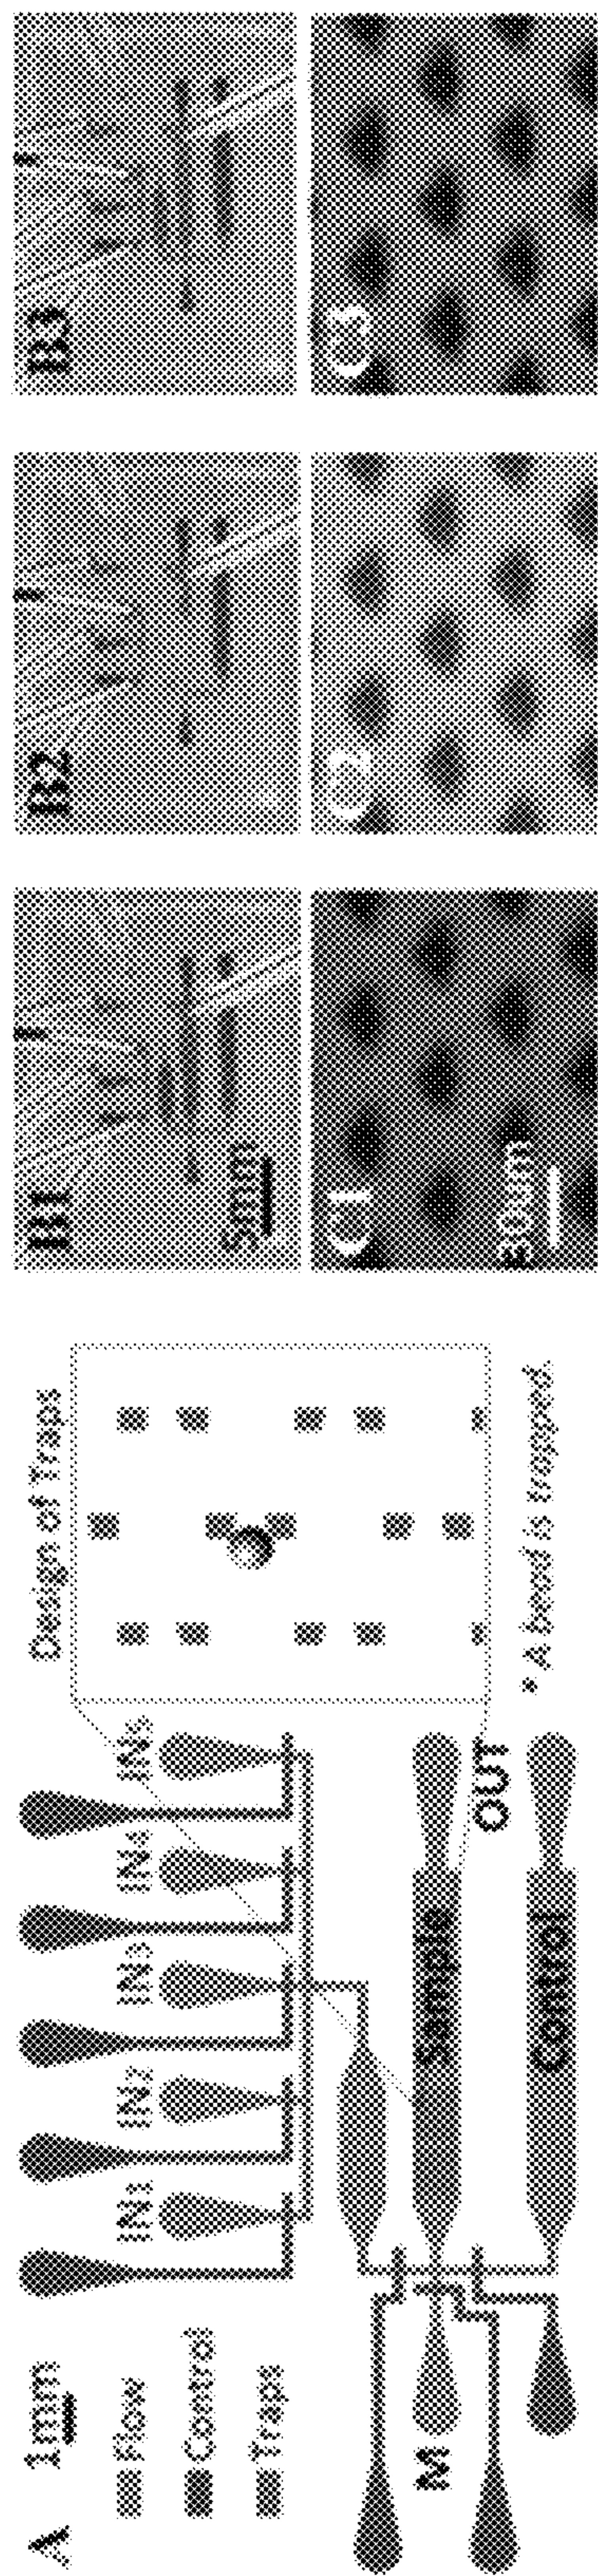 A
1mm
Flow
Control
Traps
IN1
IN2
IN3
IN4
IN5
M
Sample
Control
OUT
Design of Traps
* A bead is trapped.
B1
5mm
B2
B3
C1
30μm
C2
C3